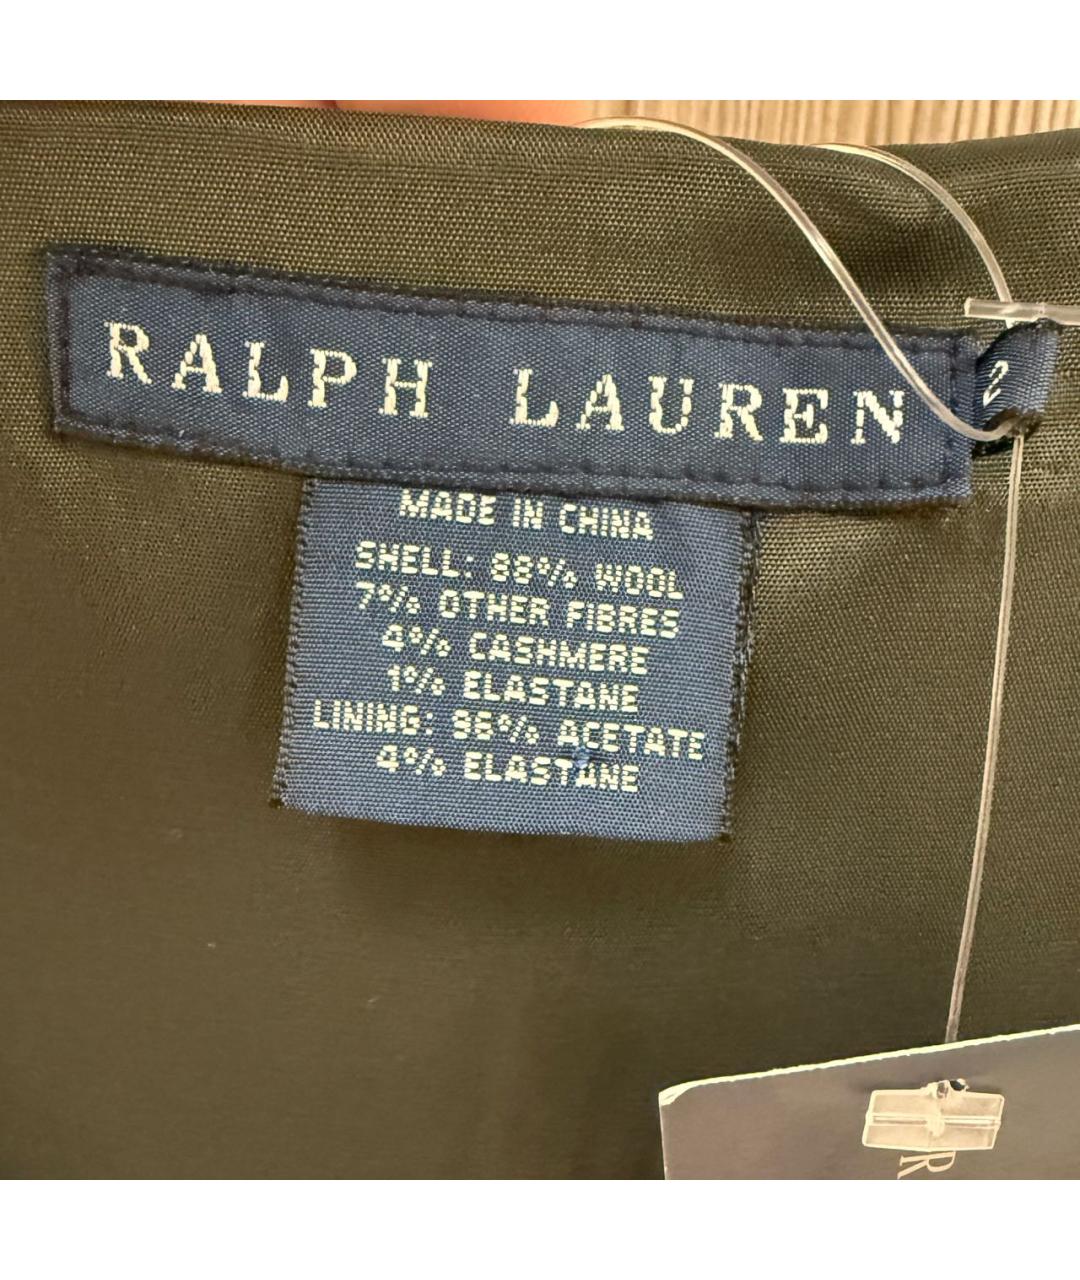 RALPH LAUREN
2
MADE IN CHINA
SHELL: 88% WOOL
7% OTHER FIBRES
4% CASHMERE
1% ELASTANE
LINING: 96% ACETATE
4% ELASTANE
R